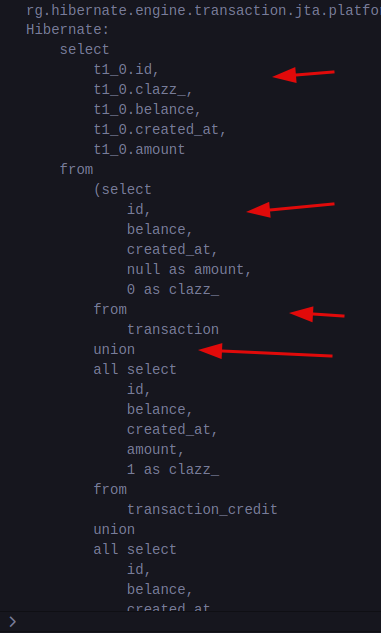 rg.hibernate.engine.transaction.jta.platfo
Hibernate:
select
t1_0.id,
t1_0.clazz_,
t1_0.belance,
t1_0.created_at,
t1_0.amount
from
(select
id,
belance,
created_at,
null as amount,
0 as clazz_
from
transaction
union
all select
id,
belance,
created_at,
amount,
1 as clazz_
from
transaction_credit
union
all select
id,
belance,
created_at